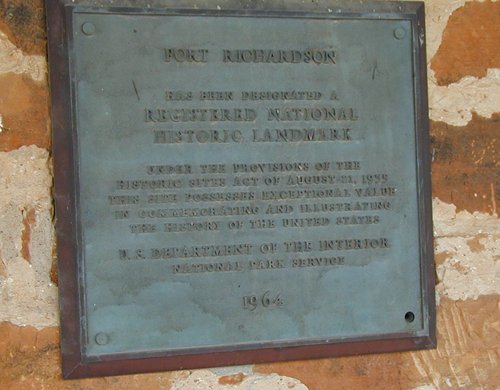 FORT RICHARDSON
HAS BEEN DESIGNATED A
REGISTERED NATIONAL
HISTORIC LANDMARK
UNDER THE PROVISIONS OF THE
HISTORIC SITES ACT OF AUGUST 21, 1935
THIS SITE POSSESSES EXCEPTIONAL VALUE
IN COMMEMORATING AND ILLUSTRATING
THE HISTORY OF THE UNITED STATES
U.S. DEPARTMENT OF THE INTERIOR
NATIONAL PARK SERVICE
1964